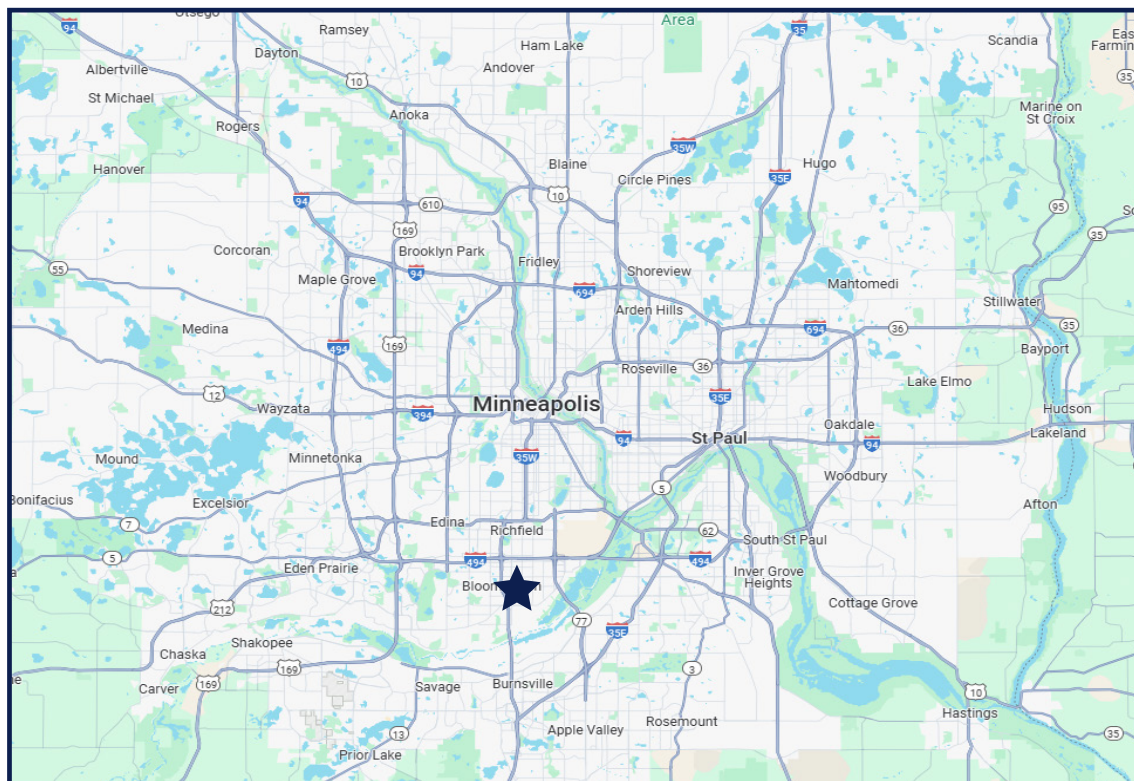 Area
Ramsey
Ham Lake
Scandia
94
35
Dayton
10
Andover
Albertville
St Michael
35
Marine on
St Croix
Anoka
Rogers
35W
Blaine
Hugo
Hanover
Circle Pines
35E
94
610
10
95
169
35
Corcoran
Brooklyn Park
Fridley
Shoreview
55
Maple Grove
94
694
Mahtomedi
Stillwater
Arden Hills
Medina
169
494
694
36
35
Bayport
Roseville
36
12
Wayzata
394
Minneapolis
35E
Lake Elmo
Hudson
Oakdale
Lakeland
94
St Paul
94
Mound
Minnetonka
35W
Woodbury
Bonifacius
Excelsior
5
Afton
7
Edina
Richfield
62
South St Paul
5
494
494
Eden Prairie
Inver Grove
Heights
212
77
35E
Cottage Grove
Shakopee
Chaska
169
3
169
Carver
Savage
Burnsville
10
Rosemount
Hastings
13
Apple Valley
35
Prior Lake